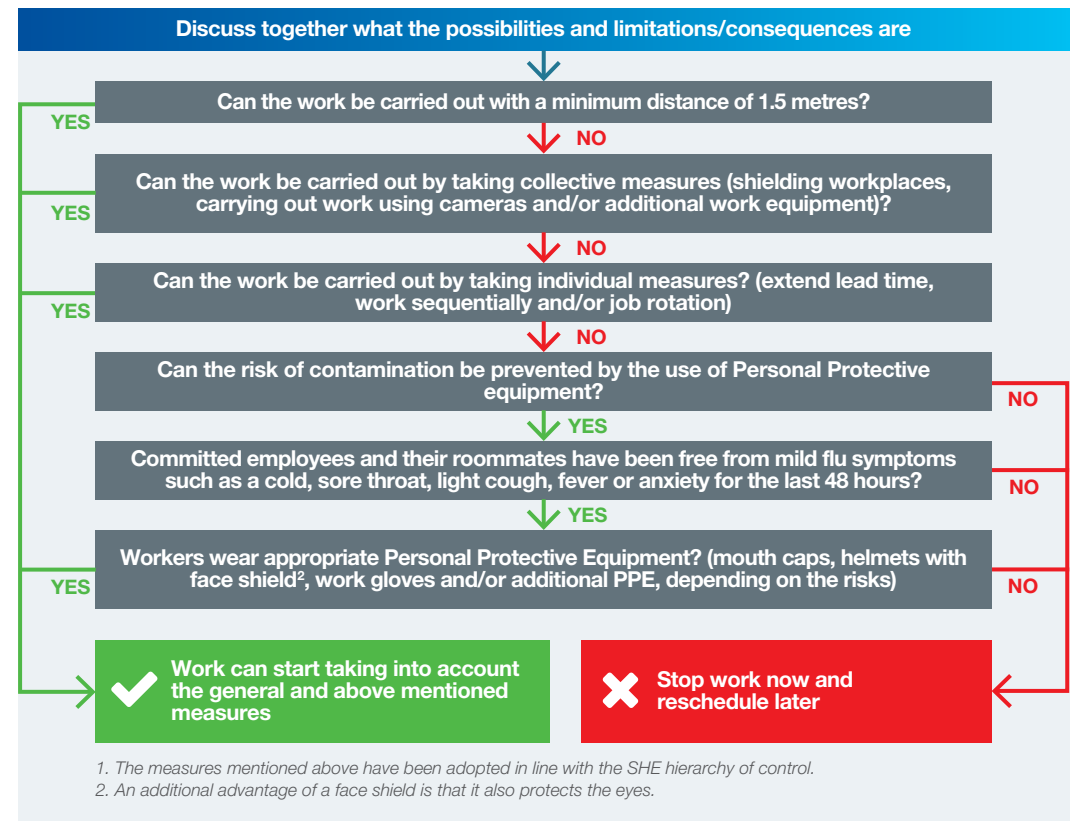 Discuss together what the possibilities and limitations/consequences are
Can the work be carried out with a minimum distance of 1.5 metres?
YES
NO
Can the work be carried out by taking collective measures (shielding workplaces,
carrying out work using cameras and/or additional work equipment)?
YES
NO
Can the work be carried out by taking individual measures? (extend lead time,
work sequentially and/or job rotation)
YES
NO
Can the risk of contamination be prevented by the use of Personal Protective
equipment?
NO
YES
Committed employees and their roommates have been free from mild flu symptoms
such as a cold, sore throat, light cough, fever or anxiety for the last 48 hours?
NO
YES
Workers wear appropriate Personal Protective Equipment? (mouth caps, helmets with
face shield², work gloves and/or additional PPE, depending on the risks)
YES
NO
Work can start taking into account
the general and above mentioned
measures
Stop work now and
reschedule later
1. The measures mentioned above have been adopted in line with the SHE hierarchy of control.
2. An additional advantage of a face shield is that it also protects the eyes.